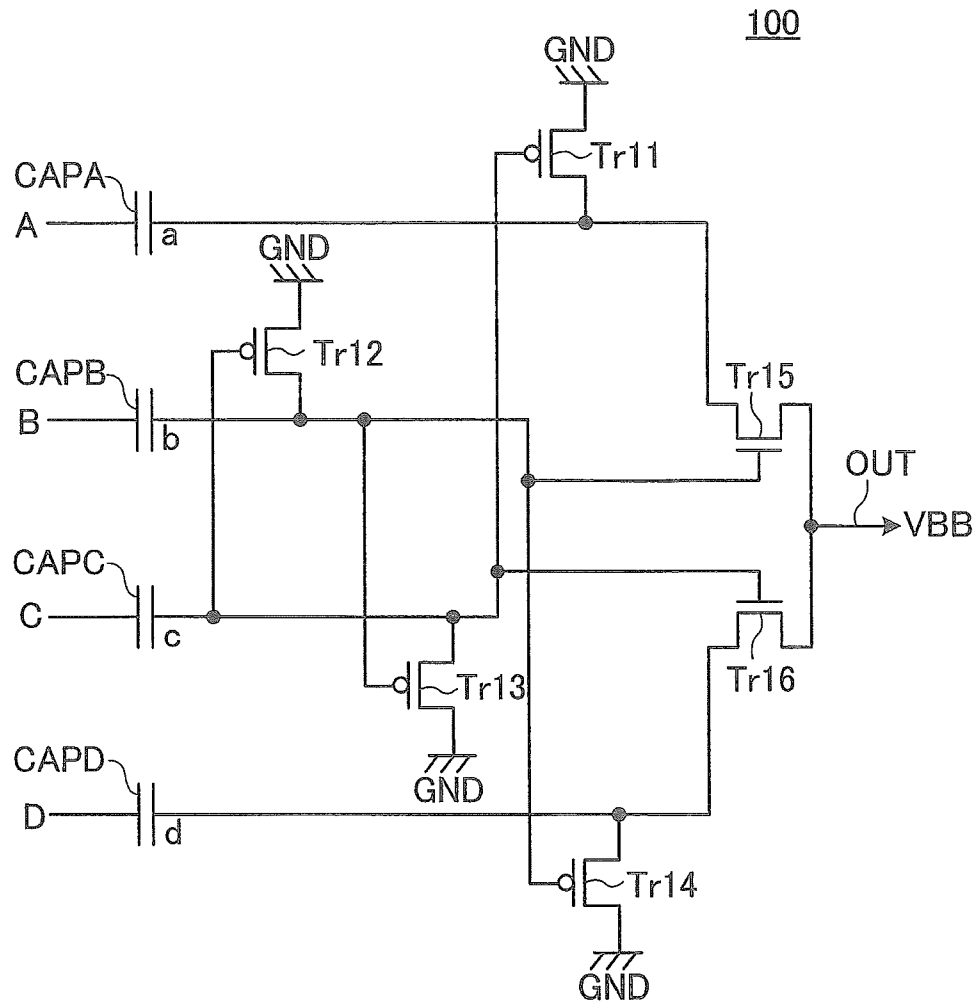 100
GND
Tr11
CAPA
A
a
GND
Tr12
CAPB
B
b
Tr15
OUT
VBB
CAPC
C
c
Tr13
Tr16
GND
CAPD
D
d
Tr14
GND